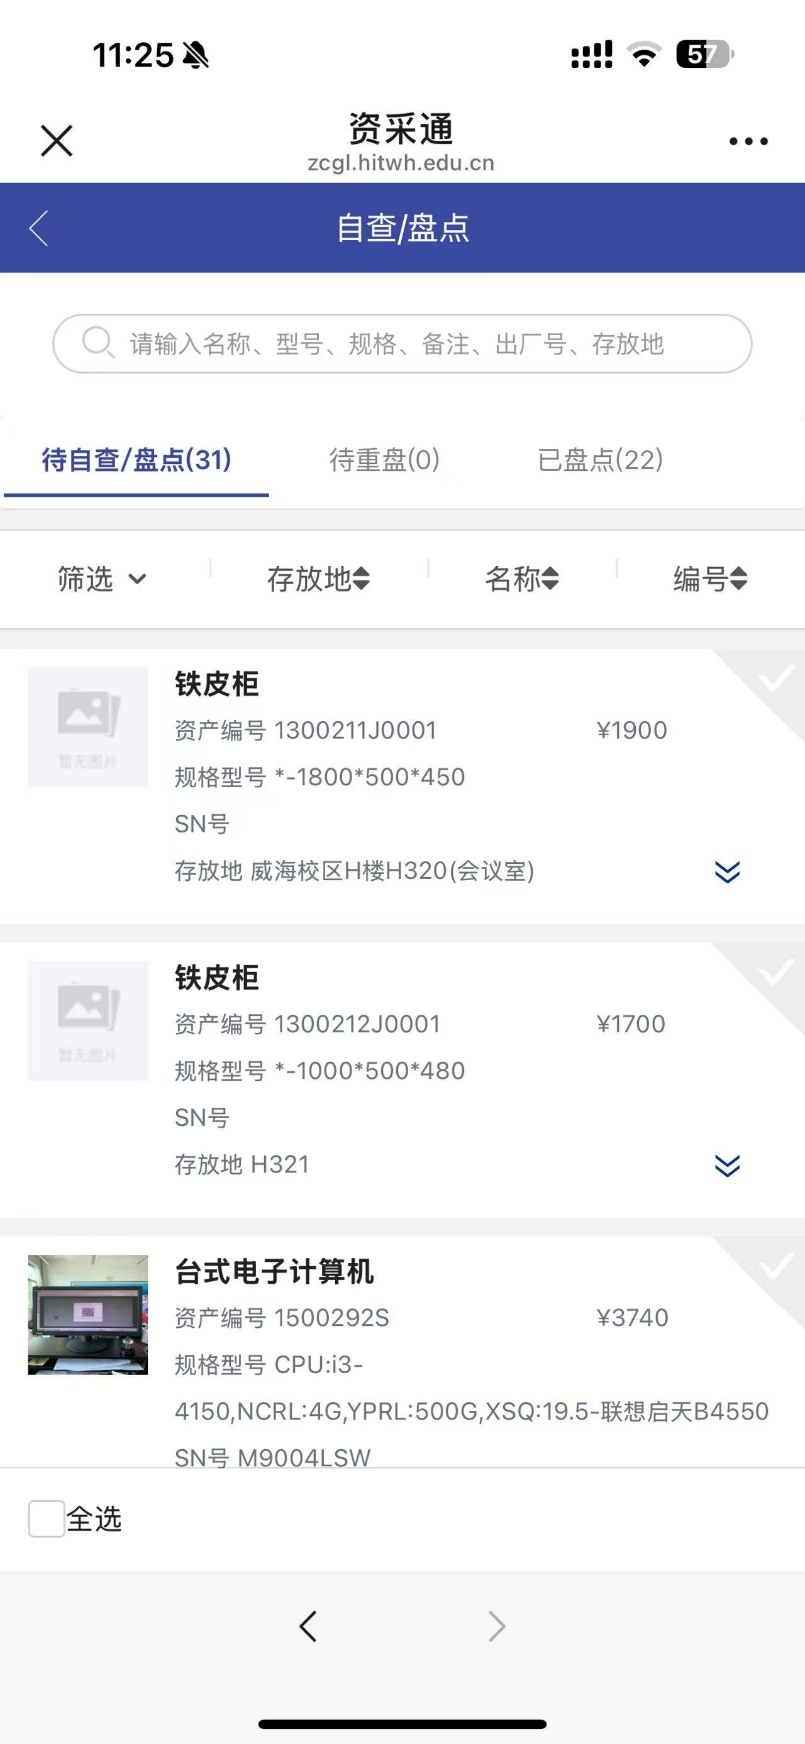 11:25
57
资采通
zcgl.hitwh.edu.cn
自查/盘点
请输入名称、型号、规格、备注、出厂号、存放地
待自查/盘点(31) 待重盘(0) 已盘点(22)
筛选 存放地 名称 编号
铁皮柜
资产编号 1300211J0001 ¥1900
暂无图片
规格型号 *-1800*500*450
SN号
存放地 威海校区H楼H320(会议室)
铁皮柜
资产编号 1300212J0001 ¥1700
暂无图片
规格型号 *-1000*500*480
SN号
存放地 H321
台式电子计算机
资产编号 1500292S ¥3740
规格型号 CPU:i3-
4150,NCRL:4G,YPRL:500G,XSQ:19.5-联想启天B4550
SN号 M9004LSW
全选